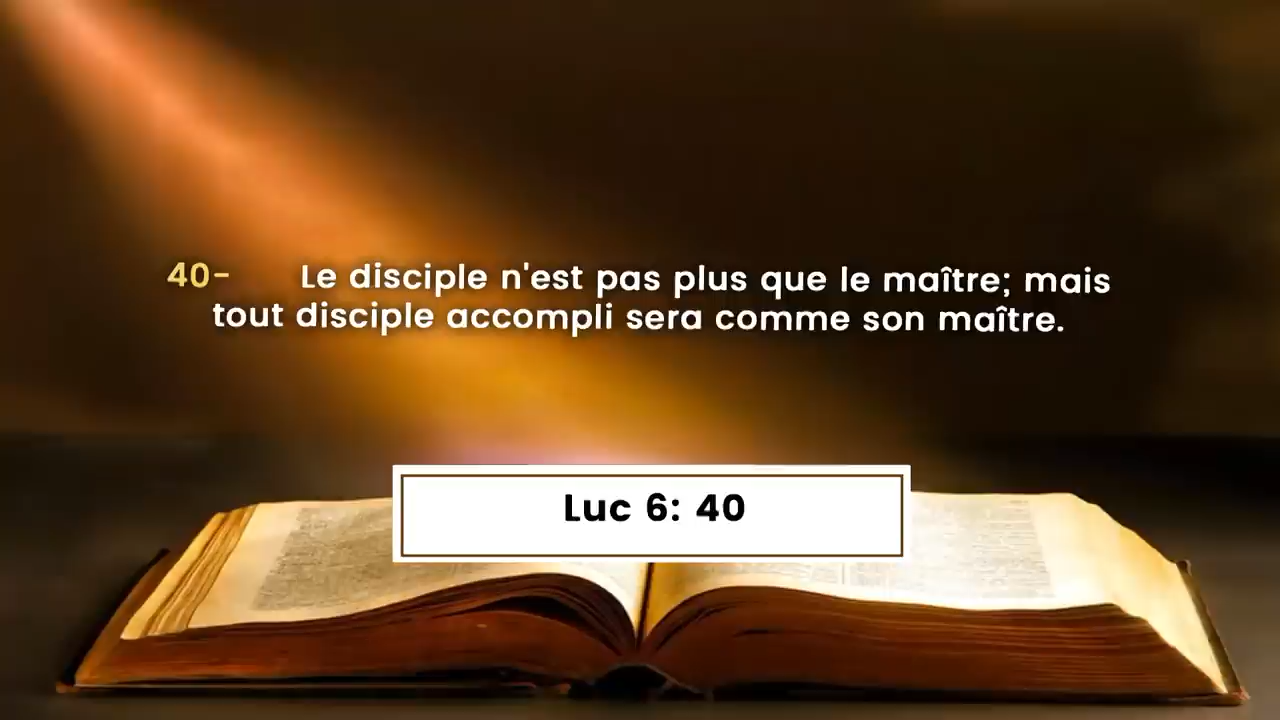 40- Le disciple n'est pas plus que le maître; mais
tout disciple accompli sera comme son maître.
Luc 6: 40